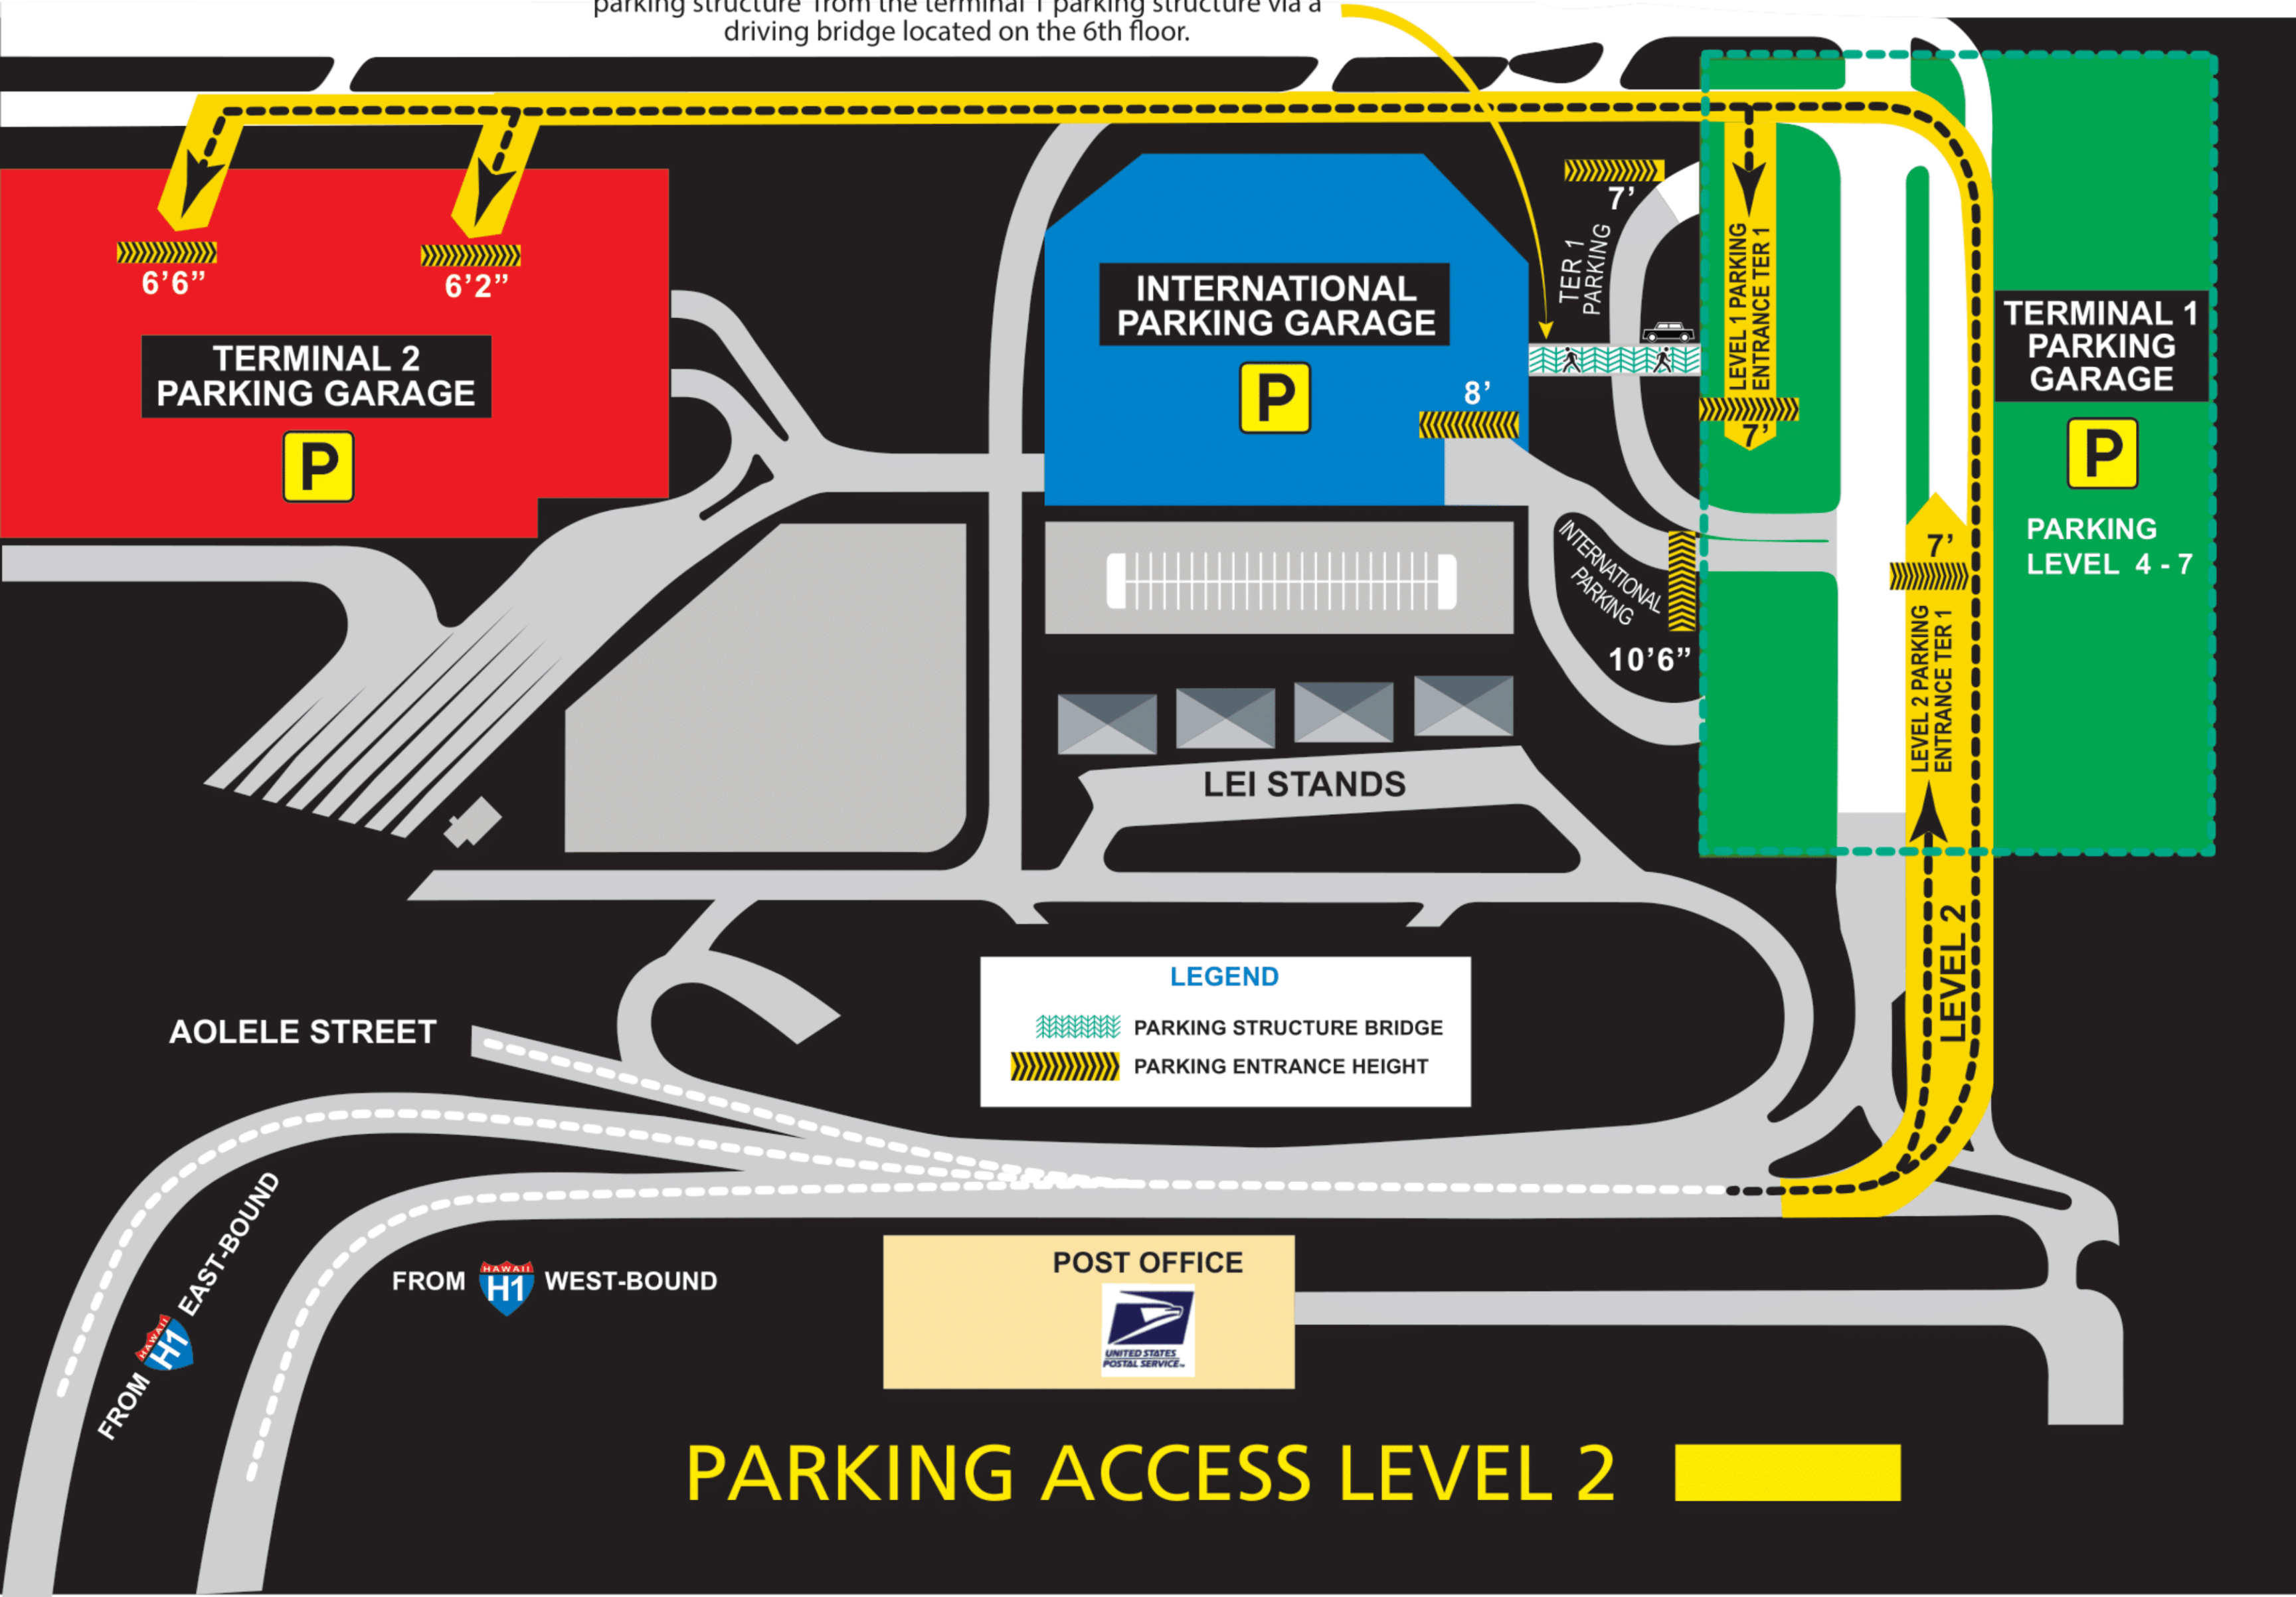 parking structure from the terminal 1 parking structure via a
driving bridge located on the 6th floor.
6’6”
6’2”
TERMINAL 2
PARKING GARAGE
P
INTERNATIONAL
PARKING GARAGE
P
8’
7’
TER 1
PARKING
LEVEL 1 PARKING
ENTRANCE TER 1
7’
TERMINAL 1
PARKING
GARAGE
P
PARKING
LEVEL 4 - 7
INTERNATIONAL
PARKING
10’6”
7’
LEVEL 2 PARKING
ENTRANCE TER 1
LEVEL 2
LEI STANDS
LEGEND
PARKING STRUCTURE BRIDGE
PARKING ENTRANCE HEIGHT
AOLELE STREET
FROM HAWAII H1 EAST-BOUND
FROM HAWAII H1 WEST-BOUND
POST OFFICE
UNITED STATES
POSTAL SERVICE
PARKING ACCESS LEVEL 2